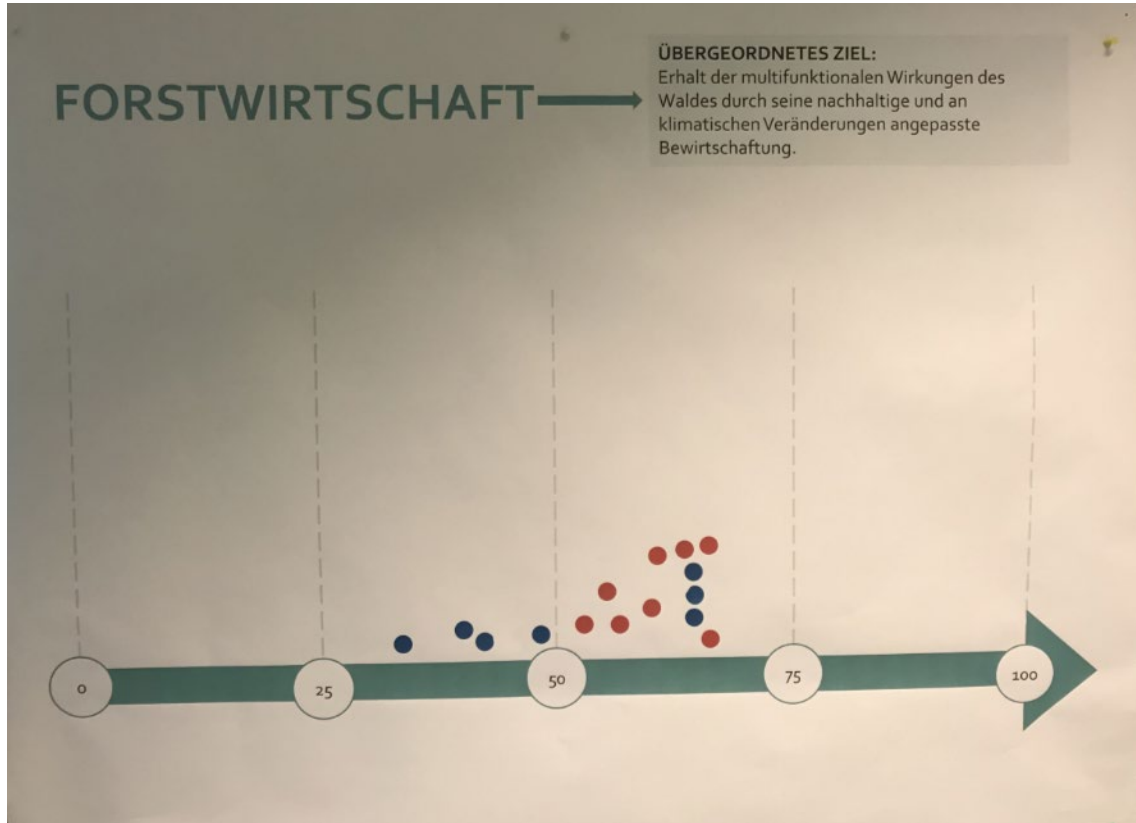 FORSTWIRTSCHAFT
ÜBERGEORDNETES ZIEL:
Erhalt der multifunktionalen Wirkungen des
Waldes durch seine nachhaltige und an
klimatischen Veränderungen angepasste
Bewirtschaftung.
0
25
50
75
100